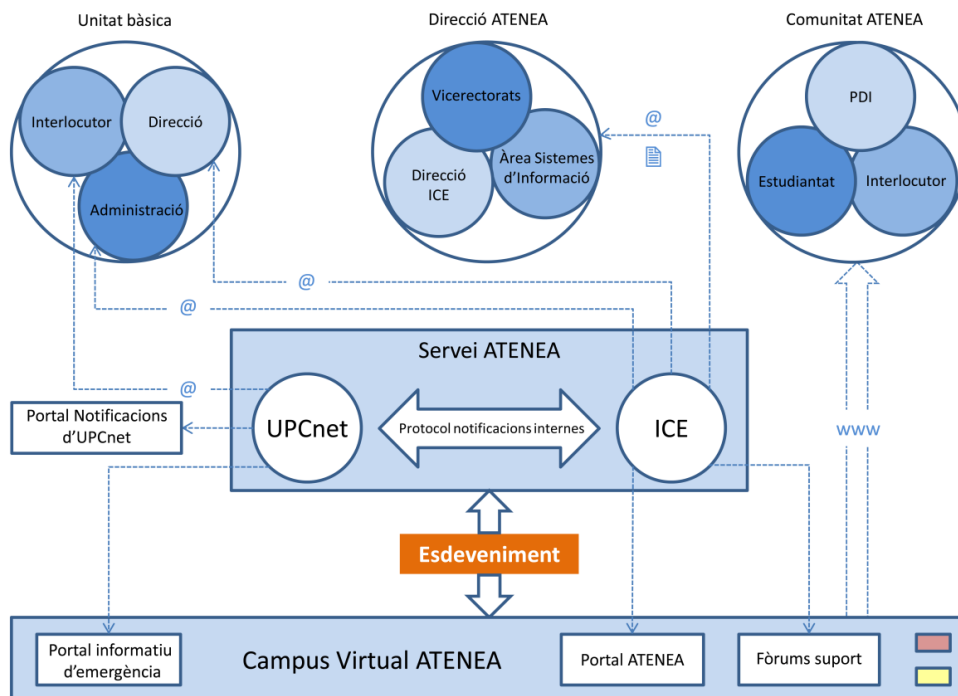 Unitat bàsica
Direcció ATENEA
Comunitat ATENEA
Interlocutor
Direcció
Administració
Vicerectorats
Direcció
ICE
Àrea Sistemes
d'Informació
PDI
Estudiantat
Interlocutor
@
@
@
@
Servei ATENEA
UPCnet
Protocol notificacions internes
ICE
Portal Notificacions
d'UPCnet
www
Esdeveniment
Campus Virtual ATENEA
Portal informatiu
d'emergència
Portal ATENEA
Fòrums suport